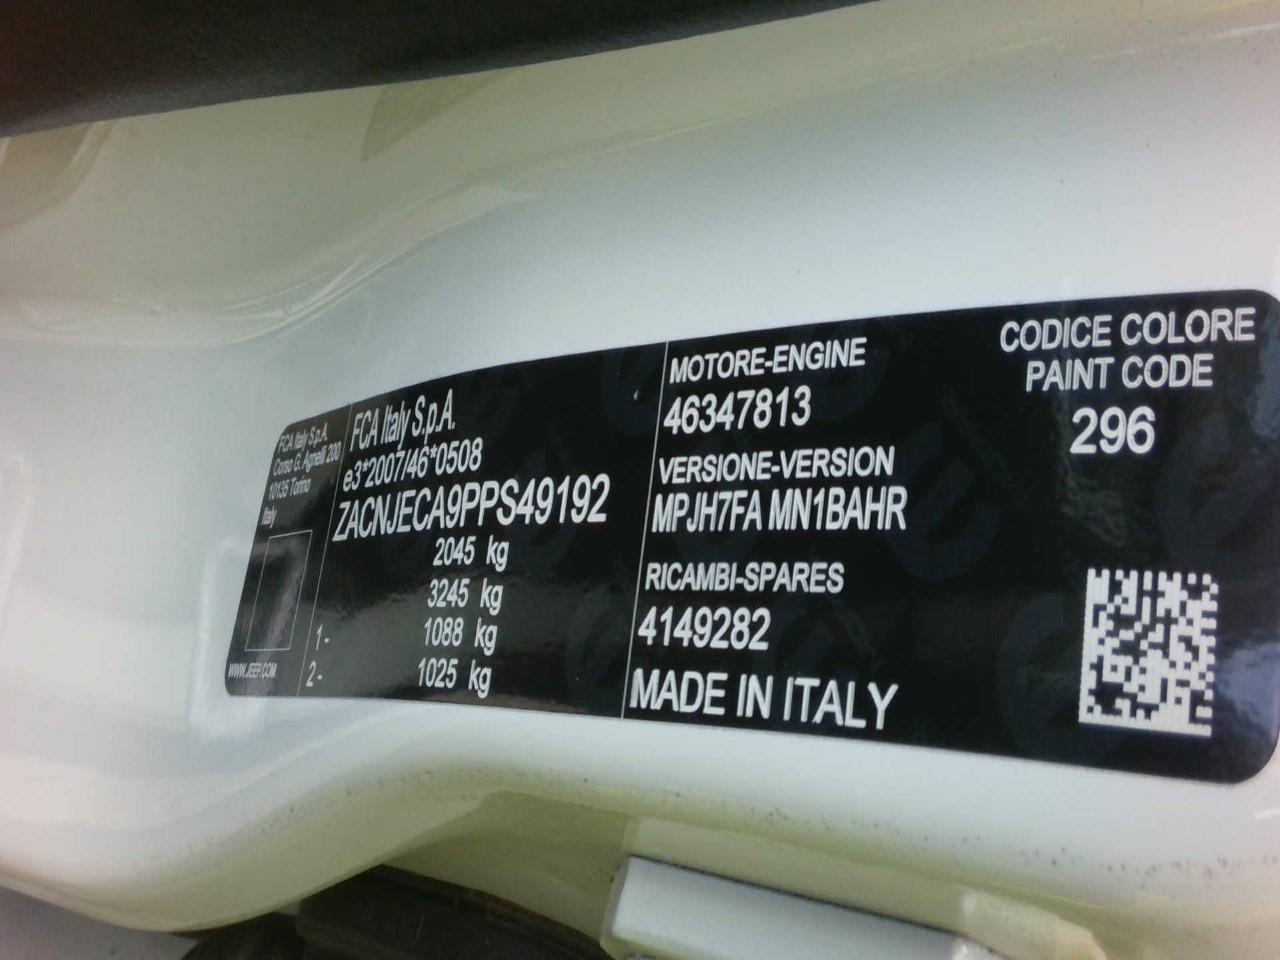 FCA Italy S.p.A.
Corso G. Agnelli 200
10135 Torino
Italy
WWW.JEEP.COM
FCA Italy S.p.A.
e3*2007/46*0508
ZACNJECA9PPS49192
2045 kg
3245 kg
1- 1088 kg
2- 1025 kg
MOTORE-ENGINE
46347813
VERSIONE-VERSION
MPJH7FA MN1BAHR
RICAMBI-SPARES
4149282
MADE IN ITALY
CODICE COLORE
PAINT CODE
296